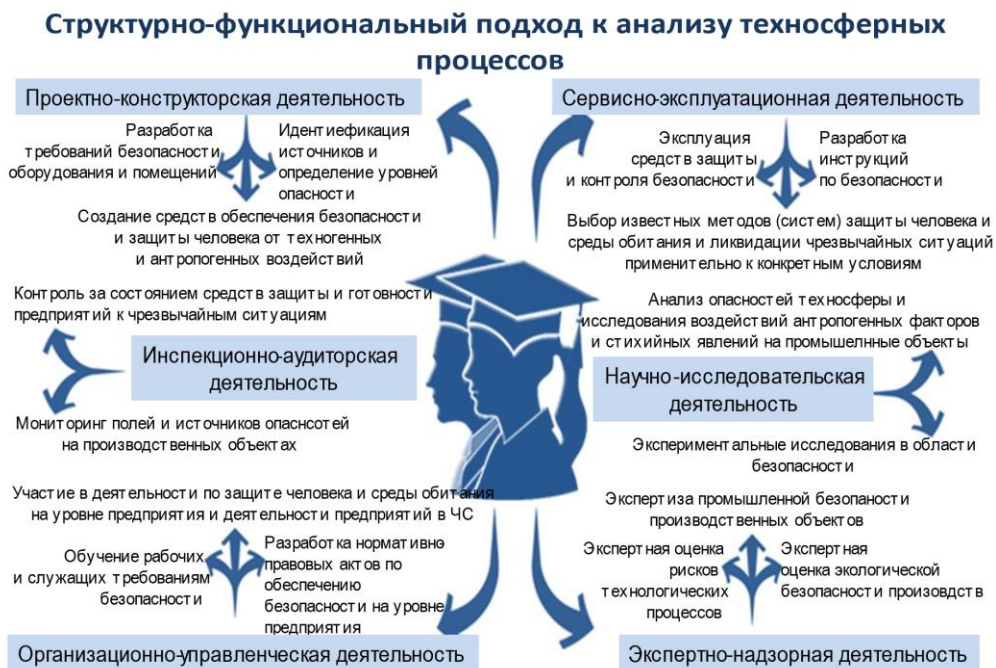 Структурно-функциональный подход к анализу техносферных
процессов
Проектно-конструкторская деятельность
Разработка
требований безопасности
оборудования и помещений
Идентиефикация
источников и
определение уровней
опасности
Создание средств обеспечения безопасности
и защиты человека от техногенных
и антропогенных воздействий
Сервисно-эксплуатационная деятельность
Эксплуация
средств защиты
и контроля безопасности
Разработка
инструкций
по безопасности
Выбор известных методов (систем) защиты человека и
среды обитания и ликвидации чрезвычайных ситуаций
применительно к конкретным условиям
Контроль за состоянием средств защиты и готовности
предприятий к чрезвычайным ситуациям
Инспекционно-аудиторская
деятельность
Мониторинг полей и источников опаснсотей
на производственных объектах
Анализ опасностей техносферы и
исследования воздействий антропогенных факторов
и стихийных явлений на промышелнные объекты
Научно-исследовательская
деятельность
Экспериментальные исследования в области
безопасности
Участие в деятельности по защите человека и среды обитания
на уровне предприятия и деятельности предприятий в ЧС
Обучение рабочих
и служащих требованиям
безопасности
Разработка нормативно-
правовых актов по
обеспечению
безопасности на уровне
предприятия
Организационно-управленческая деятельность
Экспертиза промышленной безопаности
производственных объектов
Экспертная оценка
рисков
технологических
процессов
Экспертная
оценка экологической
безопасности произовдств
Экспертно-надзорная деятельность